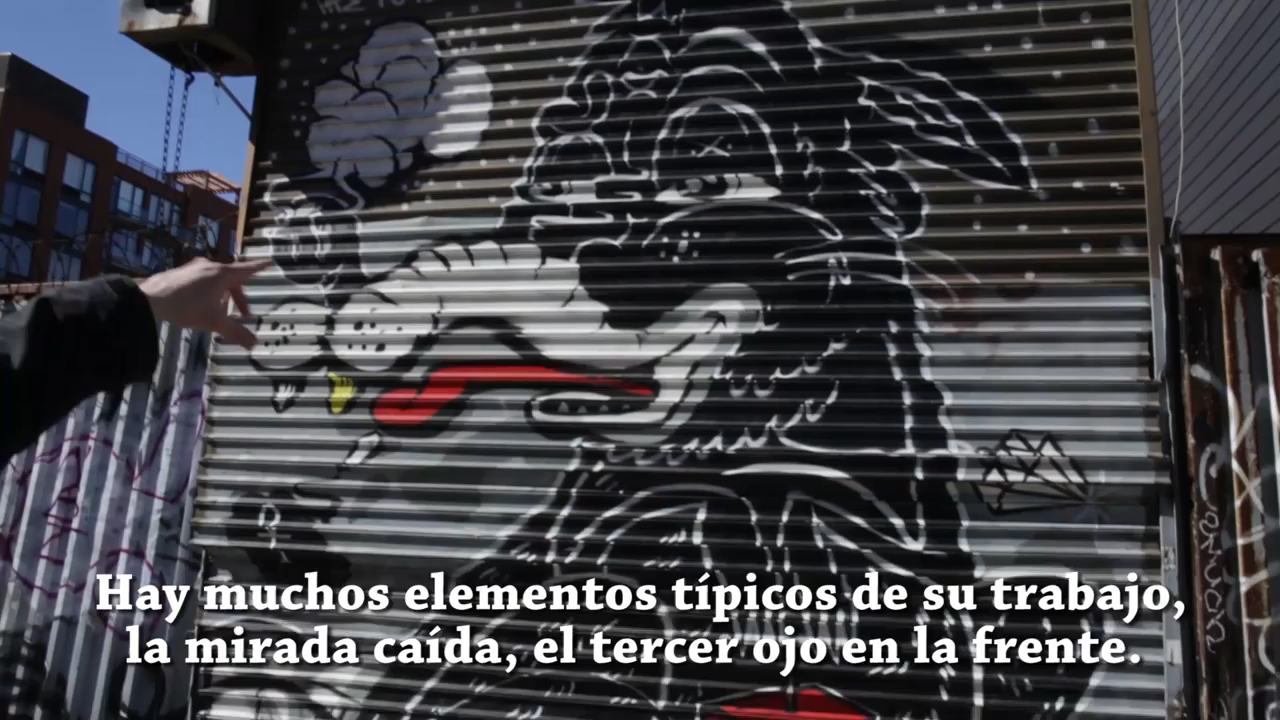 Hay muchos elementos típicos de su trabajo,
la mirada caída, el tercer ojo en la frente.